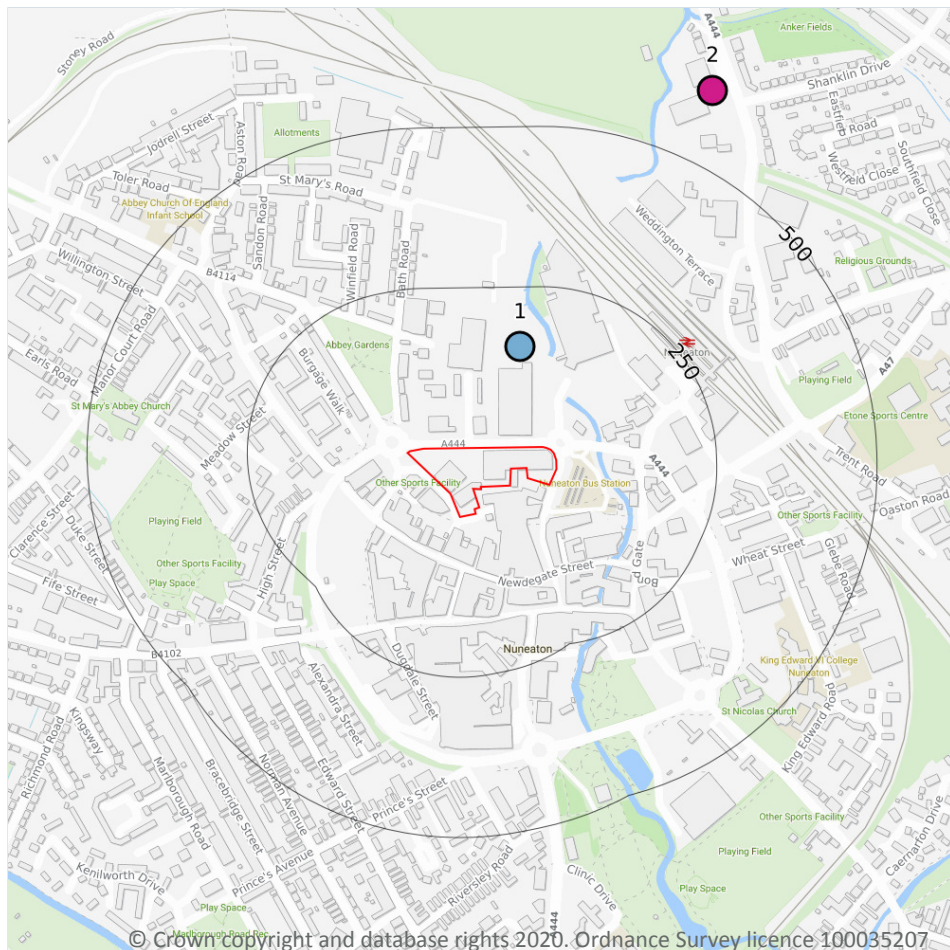 A444
Anker Fields
Stoney Road
2
Shanklin Drive
Eastfield Road
Westfield Close
Southfield Close
Jodrell Street
Aston Road
Allotments
Toler Road
St Mary's Road
Abbey Church Of England
Infant School
Sandon Road
Winfield Road
Bath Road
Weddington Terrace
500
Religious Grounds
Willington Street
B4114
1
Nuneaton
250
Earls Road
Manor Court Road
Abbey Gardens
Burgage Walk
A47
Playing Field
Etone Sports Centre
St Mary's Abbey Church
Meadow Street
A444
A444
Trent Road
Other Sports Facility
Nuneaton Bus Station
Oaston Road
Clarence Street
Duke Street
Playing Field
Other Sports Facility
Play Space
High Street
Other Sports Facility
Glebe Road
Wheat Street
Newdegate Street
Bond Gate
Fife Street
B4102
Nuneaton
Dugdale Street
Alexandra Street
King Edward VI College
Nuneaton
St Nicolas Church
King Edward Road
Richmond Road
Kingsway
Marlborough Road
Bracebridge Street
Norman Avenue
Edward Street
Prince's Street
Prince's Avenue
Other Sports Facility
Playing Field
Caernarfon Drive
Kenilworth Drive
Riversley Road
Clinic Drive
Play Space
Play Space
A444
Marlborough Road Rec
© Crown copyright and database rights 2020. Ordnance Survey licence 100035207